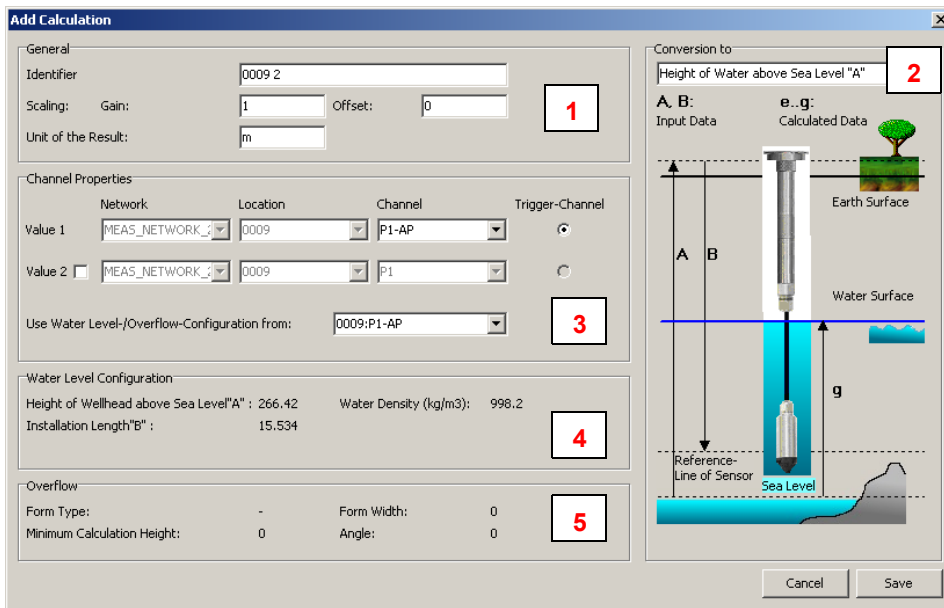 Add Calculation
General
Identifier 0009 2
Scaling: Gain: 1 Offset: 0
Unit of the Result: m
1
Channel Properties
Network Location Channel Trigger-Channel
Value 1 MEAS_NETWORK_2 0009 P1-AP
Value 2 MEAS_NETWORK_2 0009 P1
Use Water Level-/Overflow-Configuration from: 0009:P1-AP
3
Water Level Configuration
Height of Wellhead above Sea Level"A" : 266.42 Water Density (kg/m3): 998.2
Installation Length"B" : 15.534
4
Overflow
Form Type: - Form Width: 0
Minimum Calculation Height: 0 Angle: 0
5
Conversion to
Height of Water above Sea Level "A"
2
A, B: e..g:
Input Data Calculated Data
Earth Surface
A B
Water Surface
g
Reference-
Line of Sensor
Sea Level
Cancel Save